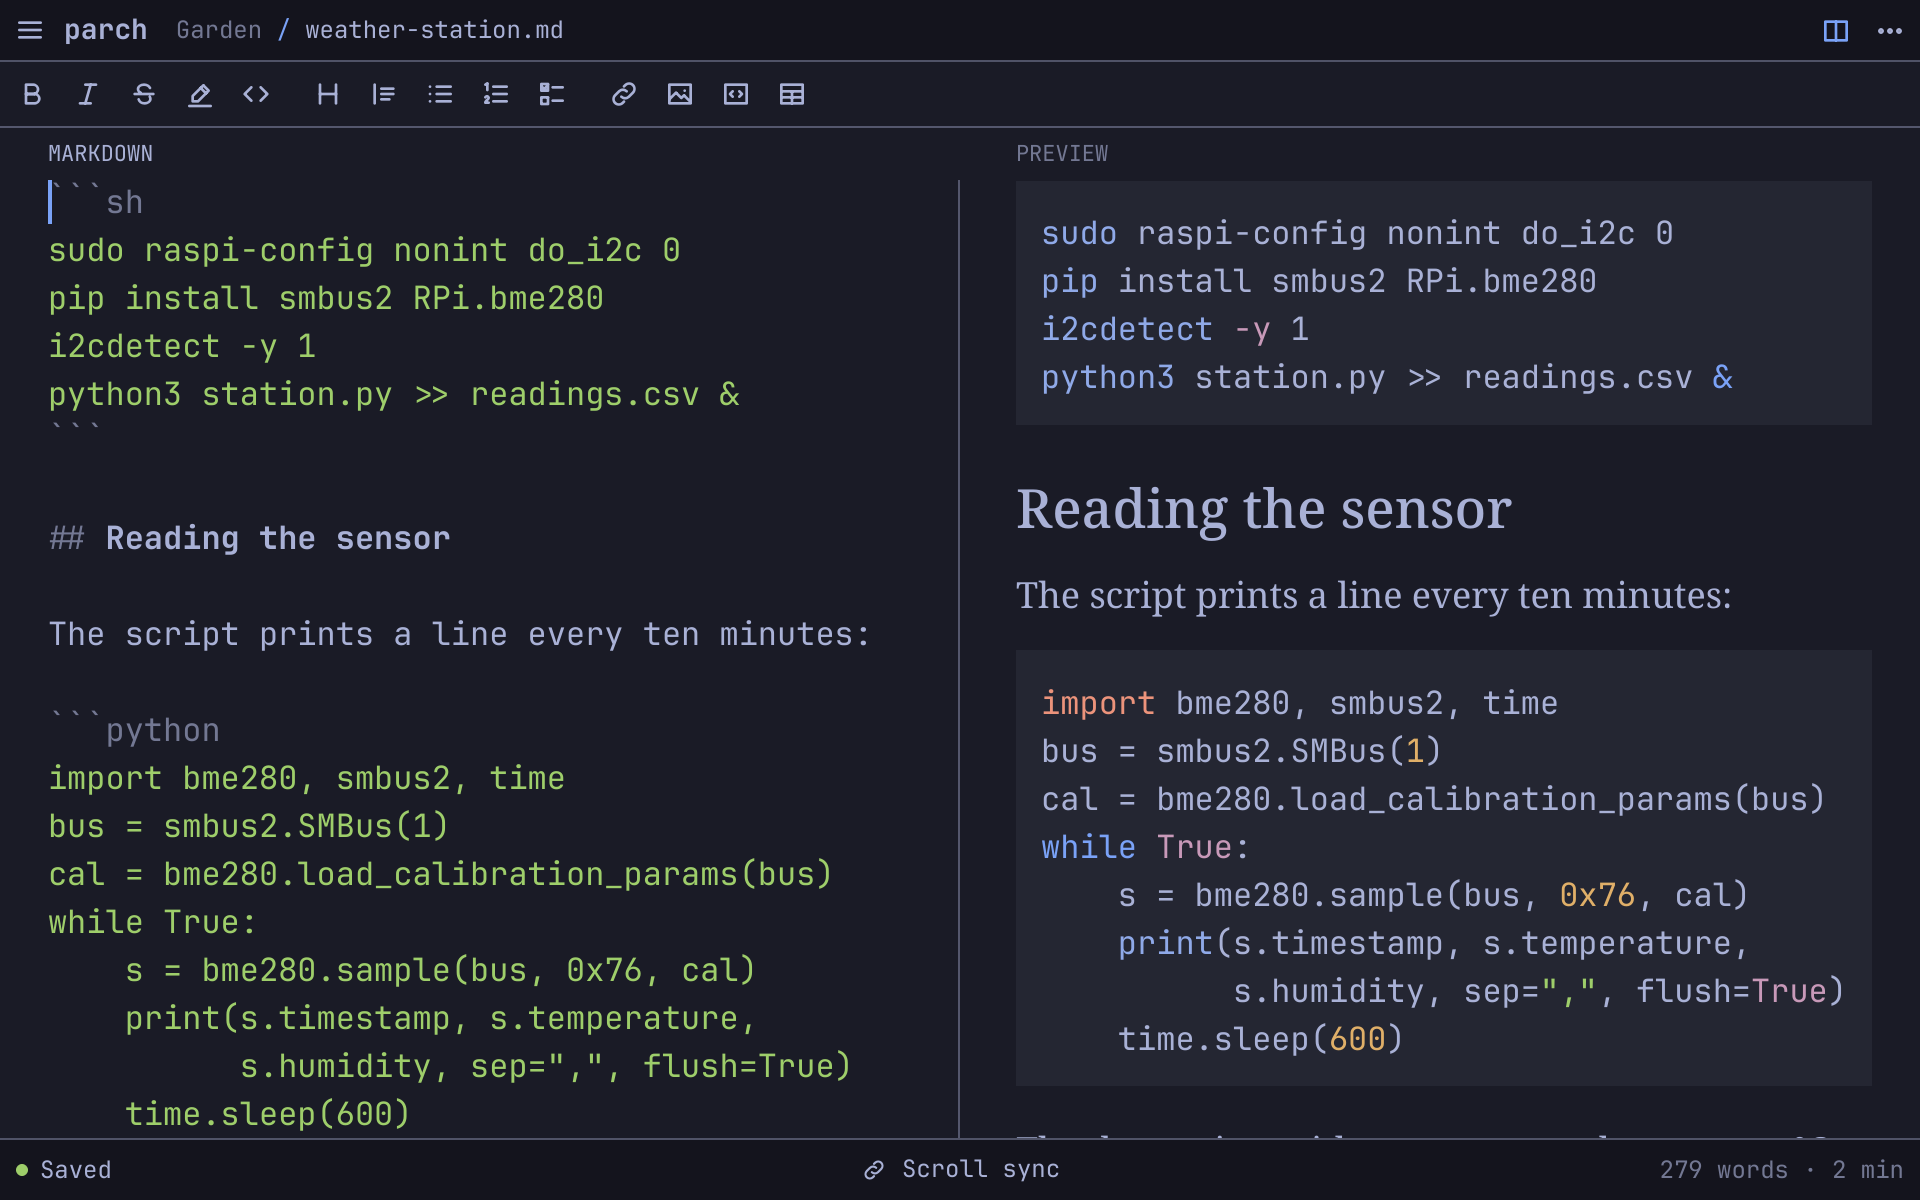 parch Garden / weather-station.md
MARKDOWN
```sh
sudo raspi-config nonint do_i2c 0
pip install smbus2 RPi.bme280
i2cdetect -y 1
python3 station.py >> readings.csv &
```
## Reading the sensor
The script prints a line every ten minutes:
```python
import bme280, smbus2, time
bus = smbus2.SMBus(1)
cal = bme280.load_calibration_params(bus)
while True:
    s = bme280.sample(bus, 0x76, cal)
    print(s.timestamp, s.temperature,
          s.humidity, sep=",", flush=True)
    time.sleep(600)
PREVIEW
sudo raspi-config nonint do_i2c 0
pip install smbus2 RPi.bme280
i2cdetect -y 1
python3 station.py >> readings.csv &
Reading the sensor
The script prints a line every ten minutes:
import bme280, smbus2, time
bus = smbus2.SMBus(1)
cal = bme280.load_calibration_params(bus)
while True:
    s = bme280.sample(bus, 0x76, cal)
    print(s.timestamp, s.temperature,
          s.humidity, sep=",", flush=True)
    time.sleep(600)
Saved
Scroll sync
279 words · 2 min